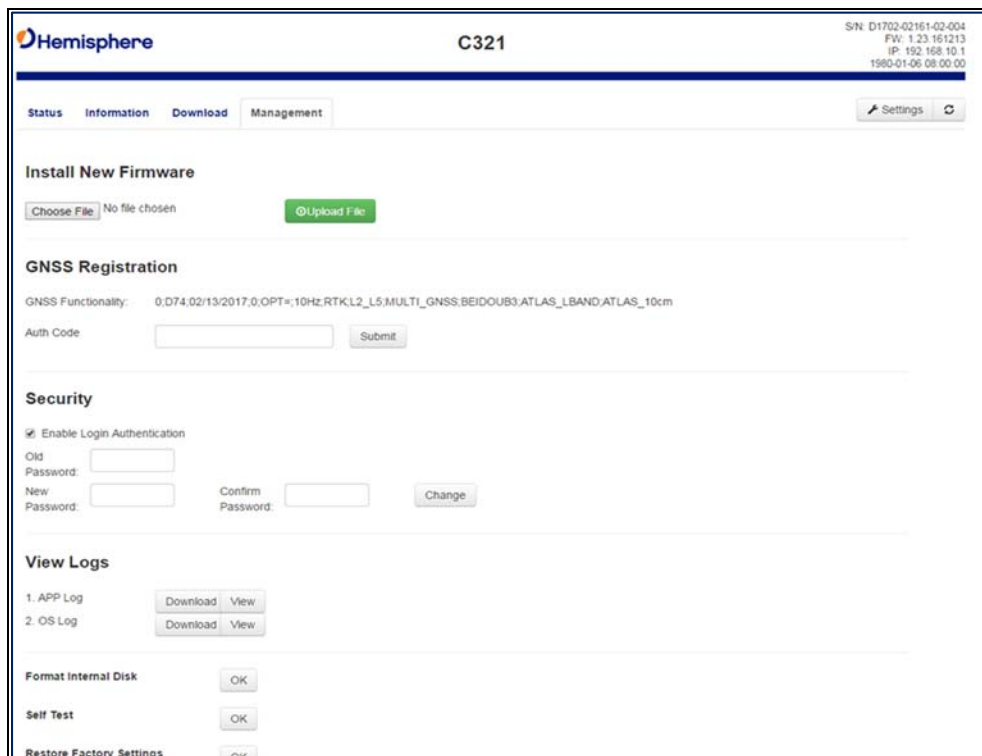 Hemisphere
C321
S/N: D1702-02161-02-004
FW: 1.23.161213
IP: 192.168.10.1
1980-01-06 08:00:00
Status Information Download Management
Settings
Install New Firmware
Choose File No file chosen Upload File
GNSS Registration
GNSS Functionality: 0;D74;02/13/2017;0;OPT=;10Hz;RTK;L2_L5;MULTI_GNSS;BEIDOUB3;ATLAS_LBAND;ATLAS_10cm
Auth Code Submit
Security
Enable Login Authentication
Old
Password:
New
Password:
Confirm
Password:
Change
View Logs
1. APP Log Download View
2. OS Log Download View
Format Internal Disk OK
Self Test OK
Restore Factory Settings OK